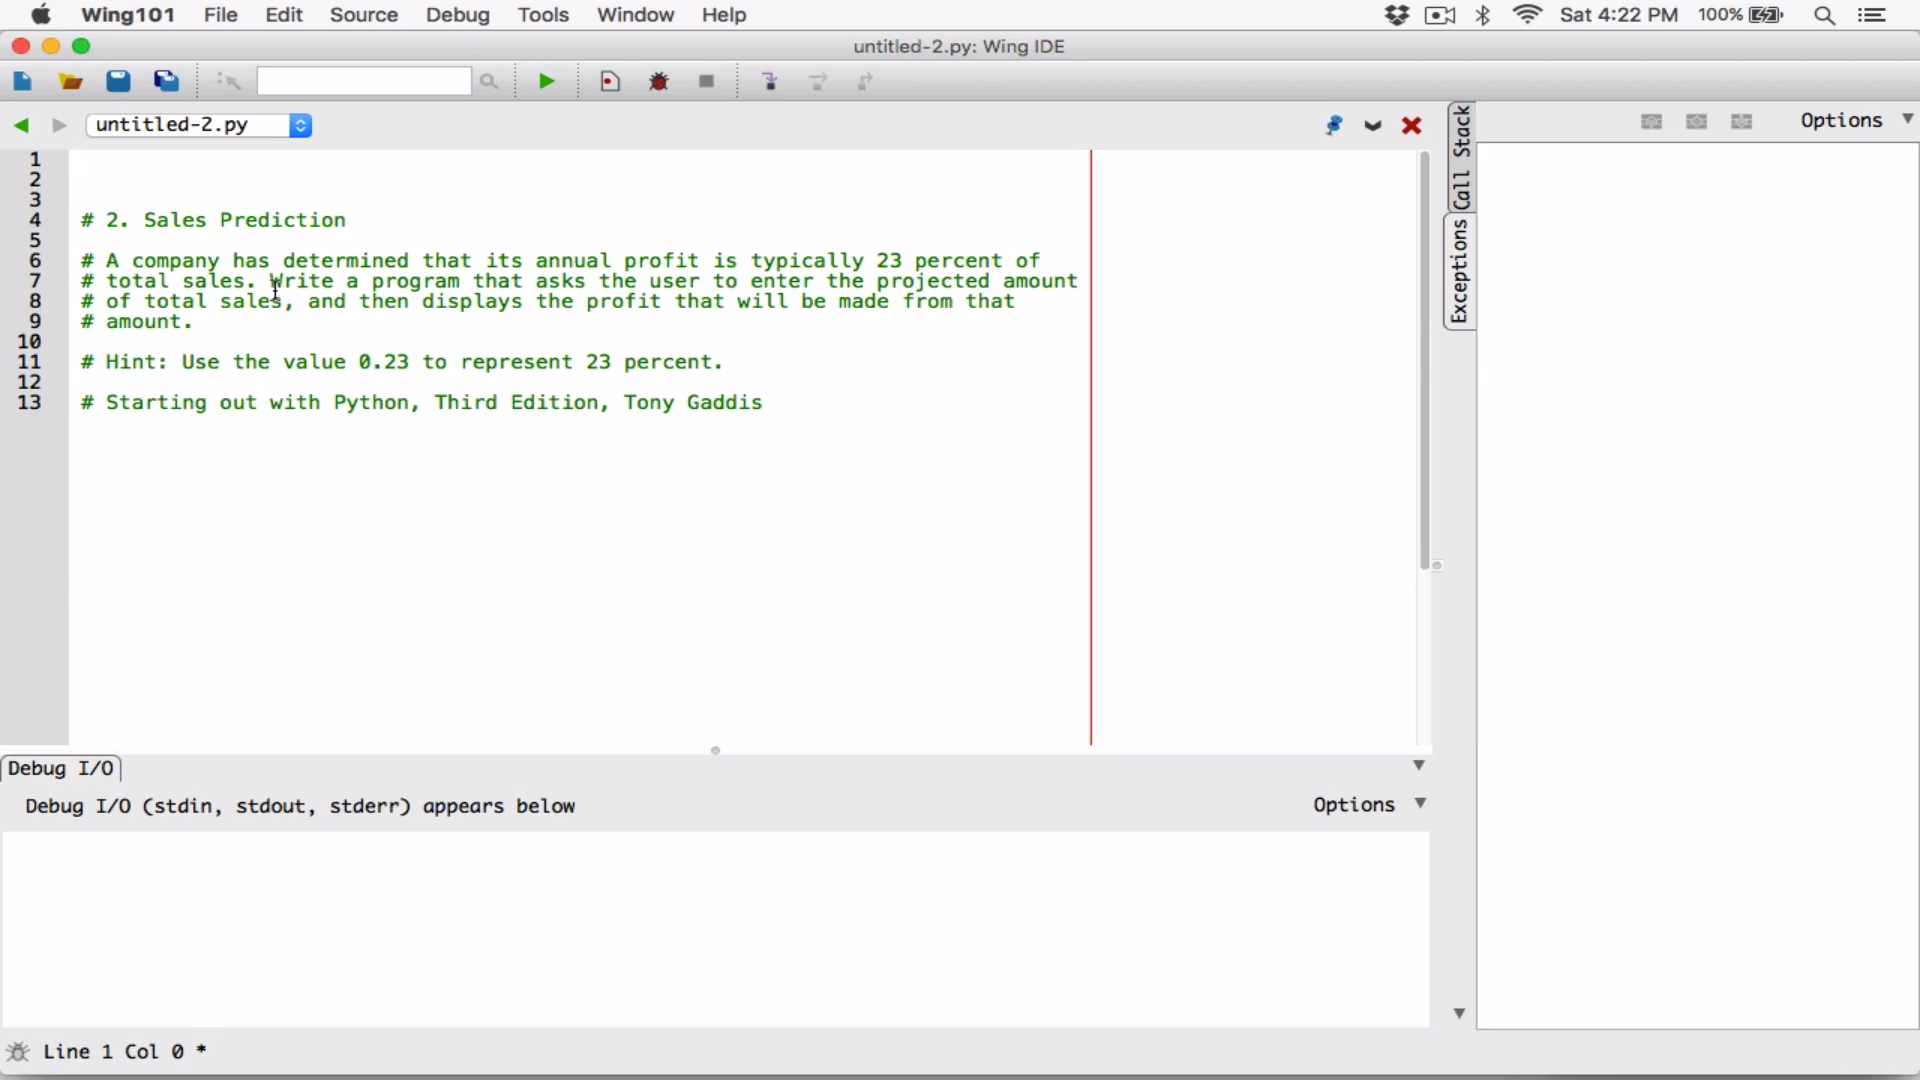 Wing101 File Edit Source Debug Tools Window Help Sat 4:22 PM 100%
untitled-2.py: Wing IDE
untitled-2.py
Options
Call Stack
Exceptions
1
2
3
4 # 2. Sales Prediction
5
6 # A company has determined that its annual profit is typically 23 percent of
7 # total sales. Write a program that asks the user to enter the projected amount
8 # of total sales, and then displays the profit that will be made from that
9 # amount.
10
11 # Hint: Use the value 0.23 to represent 23 percent.
12
13 # Starting out with Python, Third Edition, Tony Gaddis
Debug I/O
Debug I/O (stdin, stdout, stderr) appears below Options
Line 1 Col 0 *